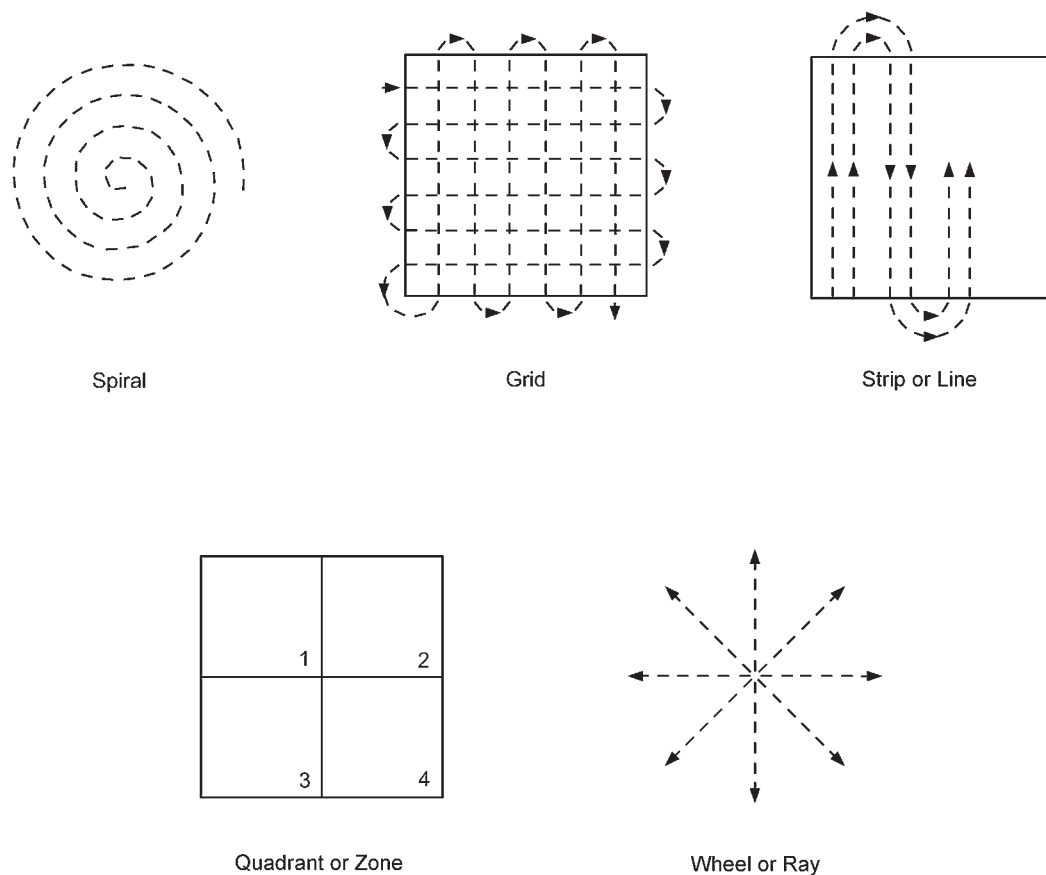 Spiral
Grid
Strip or Line
1
2
3
4
Quadrant or Zone
Wheel or Ray